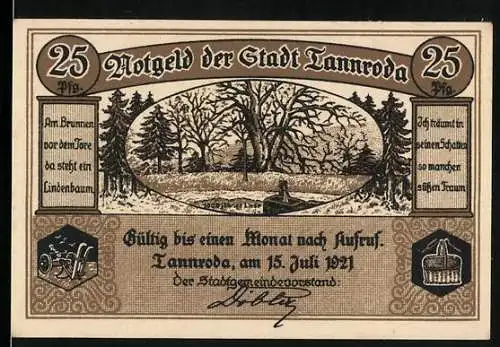 25 Pfg.
Notgeld der Stadt Tannroda
25 Pfg.
Am Brunnen
vor dem Tore
da steht ein
Lindenbaum.
Ich träumt in
seinen Schatten
so manchen
süßen Traum.
Gültig bis einen Monat nach Aufruf.
Tannroda, am 15. Juli 1921
Der Stadtgemeindevorstand: